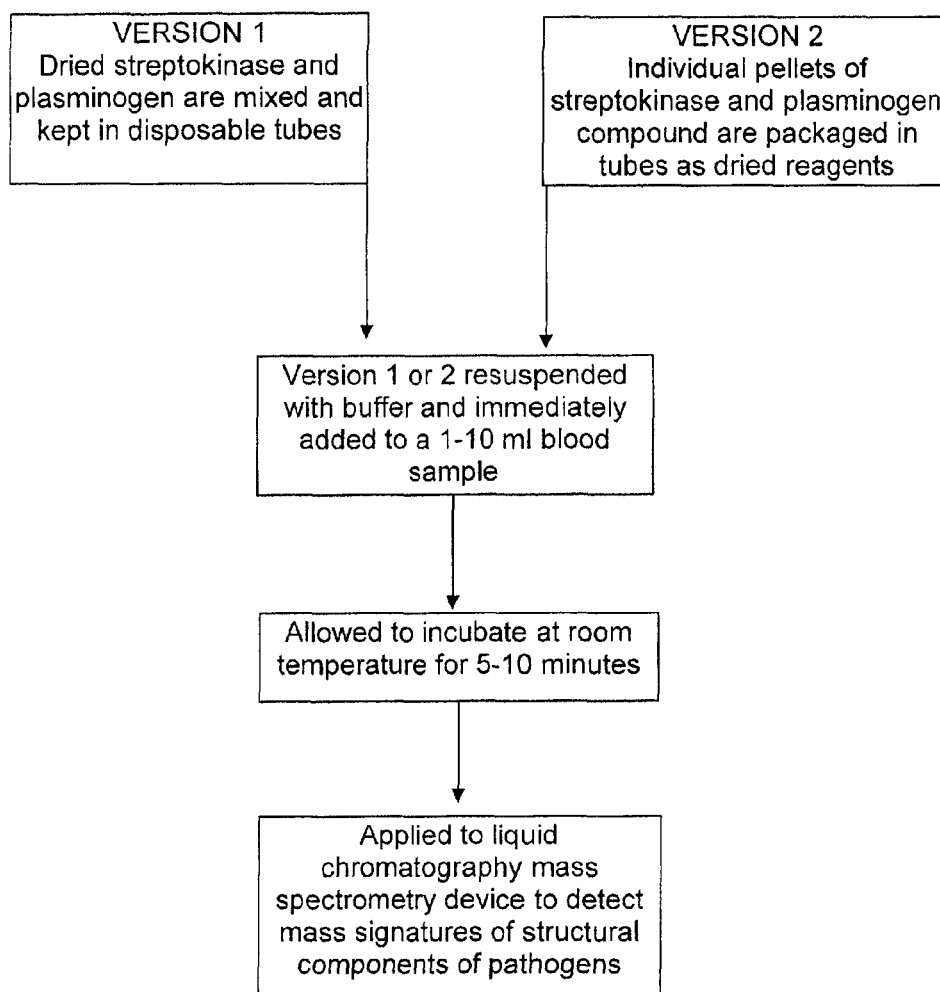 VERSION 1
Dried streptokinase and
plasminogen are mixed and
kept in disposable tubes
VERSION 2
Individual pellets of
streptokinase and plasminogen
compound are packaged in
tubes as dried reagents
Version 1 or 2 resuspended
with buffer and immediately
added to a 1-10 ml blood
sample
Allowed to incubate at room
temperature for 5-10 minutes
Applied to liquid
chromatography mass
spectrometry device to detect
mass signatures of structural
components of pathogens